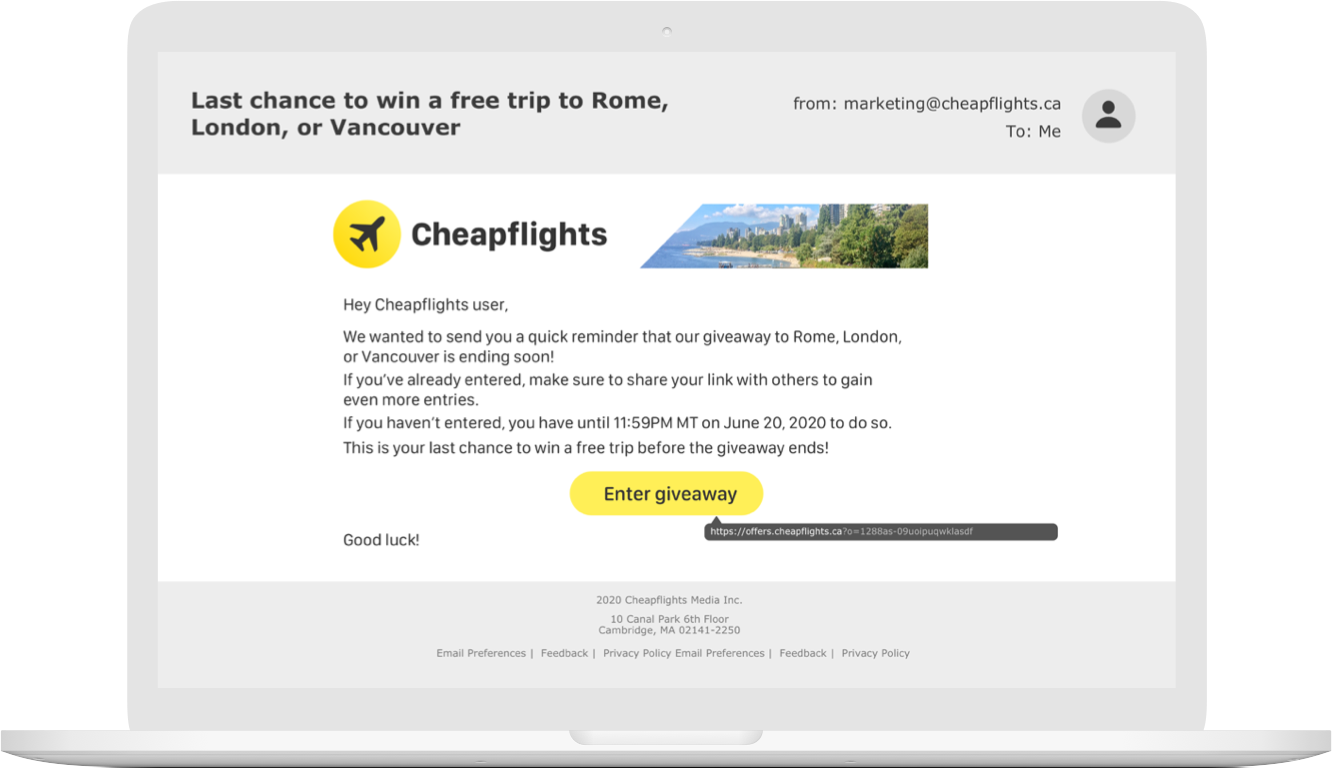 Last chance to win a free trip to Rome,
London, or Vancouver
from: marketing@cheapflights.ca
To: Me
Cheapflights
Hey Cheapflights user,
We wanted to send you a quick reminder that our giveaway to Rome, London,
or Vancouver is ending soon!
If you’ve already entered, make sure to share your link with others to gain
even more entries.
If you haven’t entered, you have until 11:59PM MT on June 20, 2020 to do so.
This is your last chance to win a free trip before the giveaway ends!
Enter giveaway
https://offers.cheapflights.ca?o=1288as-09uoipuqwklasdf
Good luck!
2020 Cheapflights Media Inc.
10 Canal Park 6th Floor
Cambridge, MA 02141-2250
Email Preferences | Feedback | Privacy Policy Email Preferences | Feedback | Privacy Policy